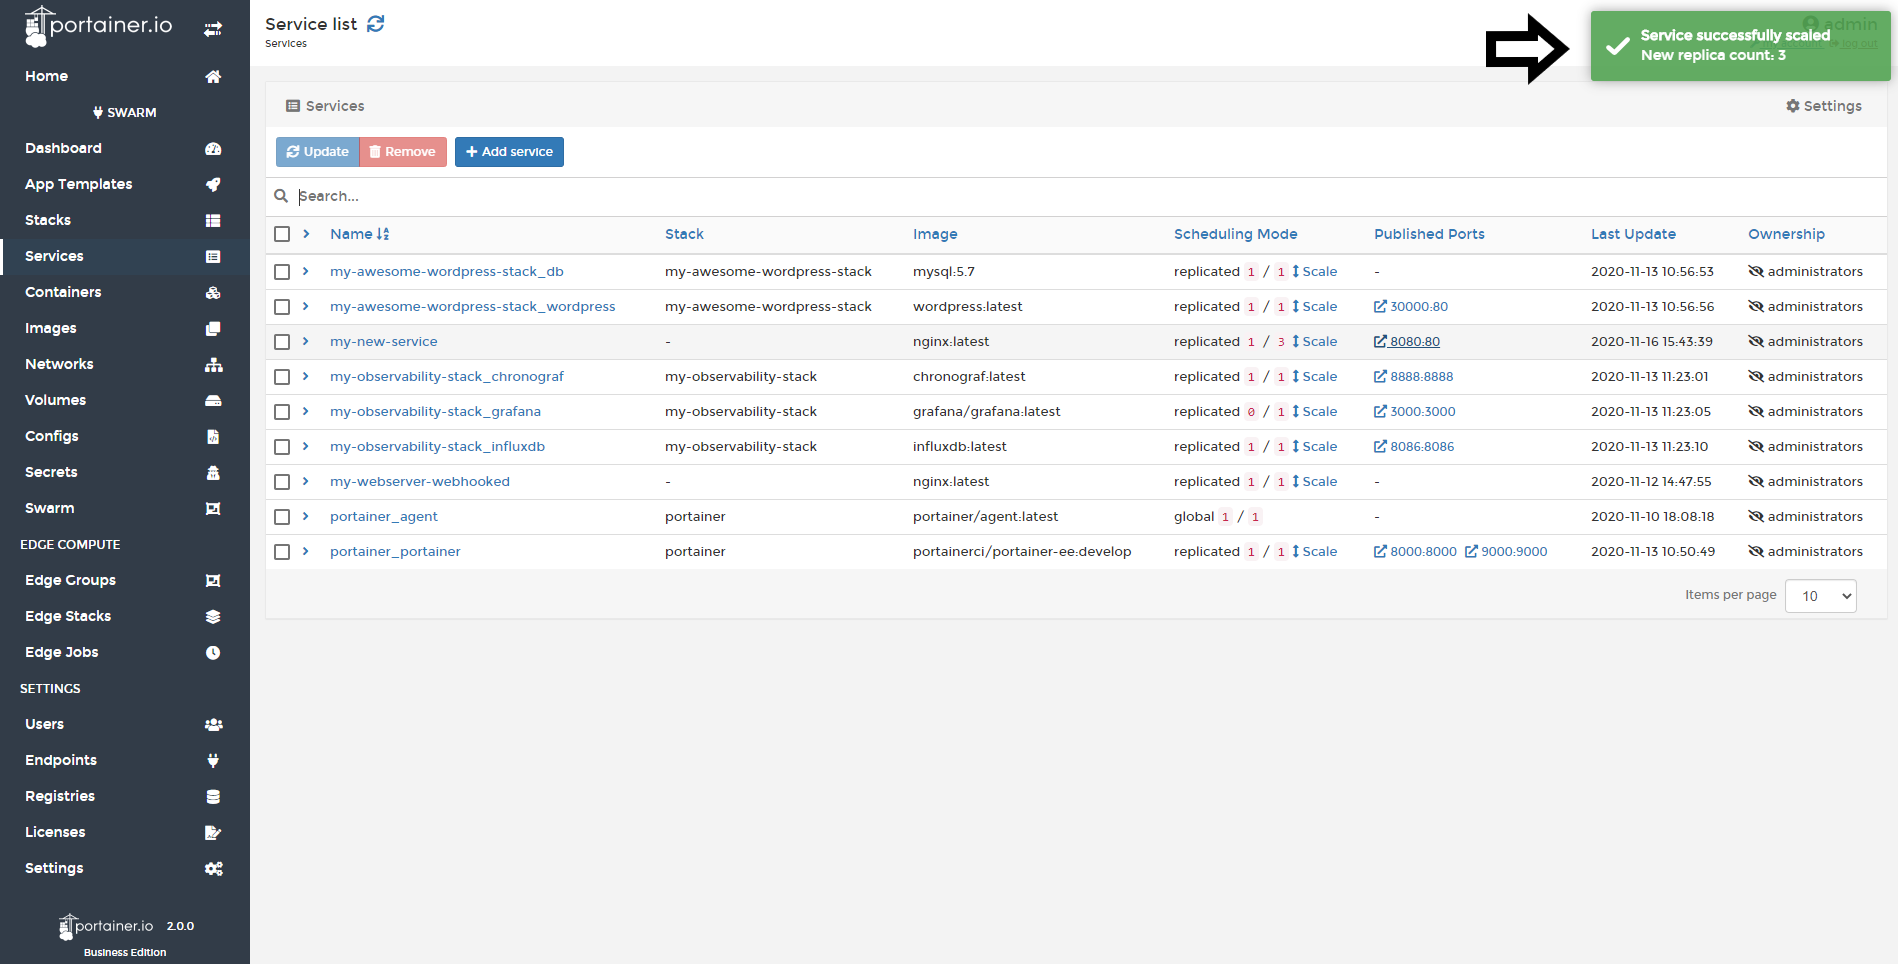 portainer.io
Home
SWARM
Dashboard
App Templates
Stacks
Services
Containers
Images
Networks
Volumes
Configs
Secrets
Swarm
EDGE COMPUTE
Edge Groups
Edge Stacks
Edge Jobs
SETTINGS
Users
Endpoints
Registries
Licenses
Settings
portainer.io 2.0.0
Business Edition
Service list
Services
admin
log out
Service successfully scaled
New replica count: 3
Services Settings
Update Remove Add service
Search...
Name Stack Image Scheduling Mode Published Ports Last Update Ownership
my-awesome-wordpress-stack_db my-awesome-wordpress-stack mysql:5.7 replicated 1 / 1 Scale - 2020-11-13 10:56:53 administrators
my-awesome-wordpress-stack_wordpress my-awesome-wordpress-stack wordpress:latest replicated 1 / 1 Scale 30000:80 2020-11-13 10:56:56 administrators
my-new-service - nginx:latest replicated 1 / 3 Scale 8080:80 2020-11-16 15:43:39 administrators
my-observability-stack_chronograf my-observability-stack chronograf:latest replicated 1 / 1 Scale 8888:8888 2020-11-13 11:23:01 administrators
my-observability-stack_grafana my-observability-stack grafana/grafana:latest replicated 0 / 1 Scale 3000:3000 2020-11-13 11:23:05 administrators
my-observability-stack_influxdb my-observability-stack influxdb:latest replicated 1 / 1 Scale 8086:8086 2020-11-13 11:23:10 administrators
my-webserver-webhooked - nginx:latest replicated 1 / 1 Scale - 2020-11-12 14:47:55 administrators
portainer_agent portainer portainer/agent:latest global 1 / 1 - 2020-11-10 18:08:18 administrators
portainer_portainer portainer portainerci/portainer-ee:develop replicated 1 / 1 Scale 8000:8000 9000:9000 2020-11-13 10:50:49 administrators
Items per page 10